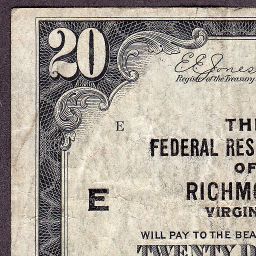 20
E E Jones
Register of the Treasury
E
THE
FEDERAL RES
OF
E
RICHMO
VIRGIN
WILL PAY TO THE BEA
TWENTY D